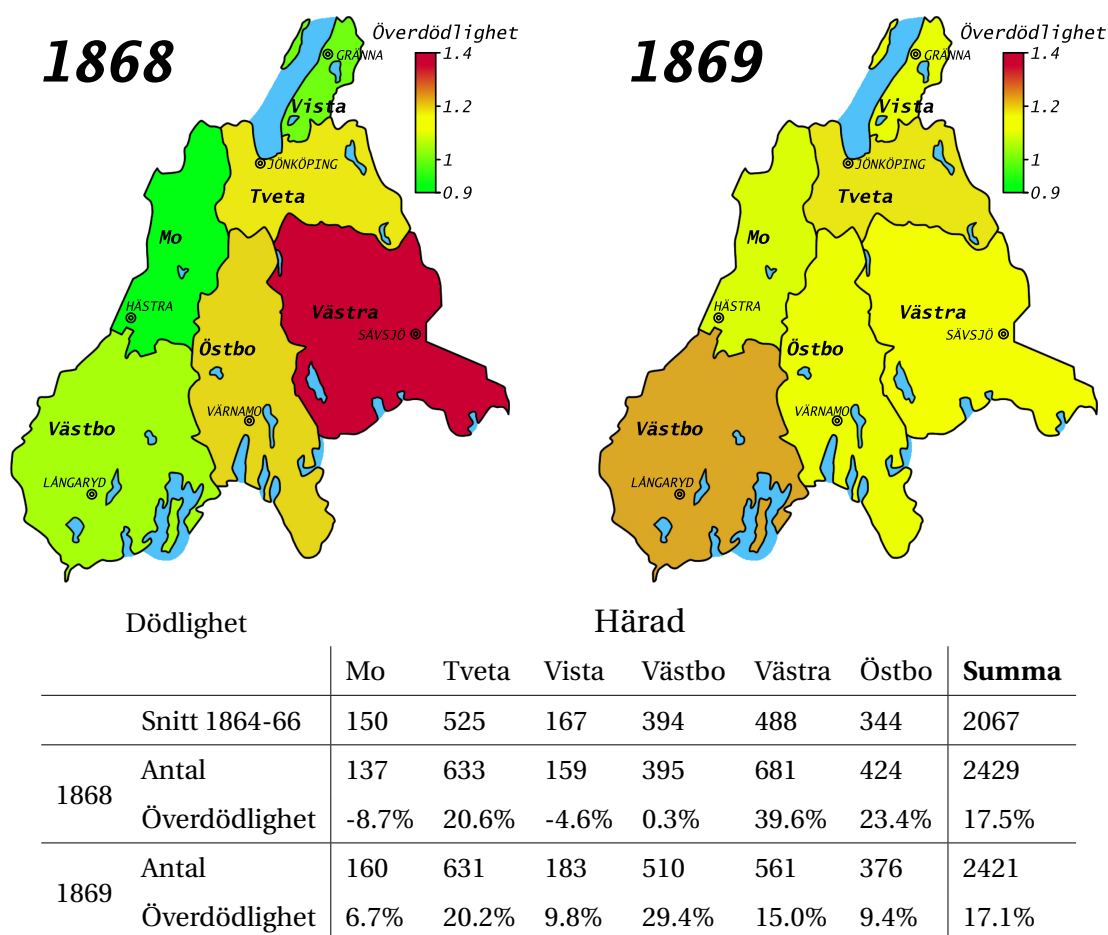 1868
Överdödlighet
1.4
1.2
1
0.9
GRÄNNA
Vista
JÖNKÖPING
Tveta
Mo
HÄSTRA
Västra
SÄVSJÖ
Östbo
VÄRNAMO
Västbo
LÅNGARYD
1869
Överdödlighet
1.4
1.2
1
0.9
GRÄNNA
Vista
JÖNKÖPING
Tveta
Mo
HÄSTRA
Västra
SÄVSJÖ
Östbo
VÄRNAMO
Västbo
LÅNGARYD
Dödlighet Härad
Mo Tveta Vista Västbo Västra Östbo Summa
Snitt 1864-66 150 525 167 394 488 344 2067
1868
Antal 137 633 159 395 681 424 2429
Överdödlighet -8.7% 20.6% -4.6% 0.3% 39.6% 23.4% 17.5%
1869
Antal 160 631 183 510 561 376 2421
Överdödlighet 6.7% 20.2% 9.8% 29.4% 15.0% 9.4% 17.1%